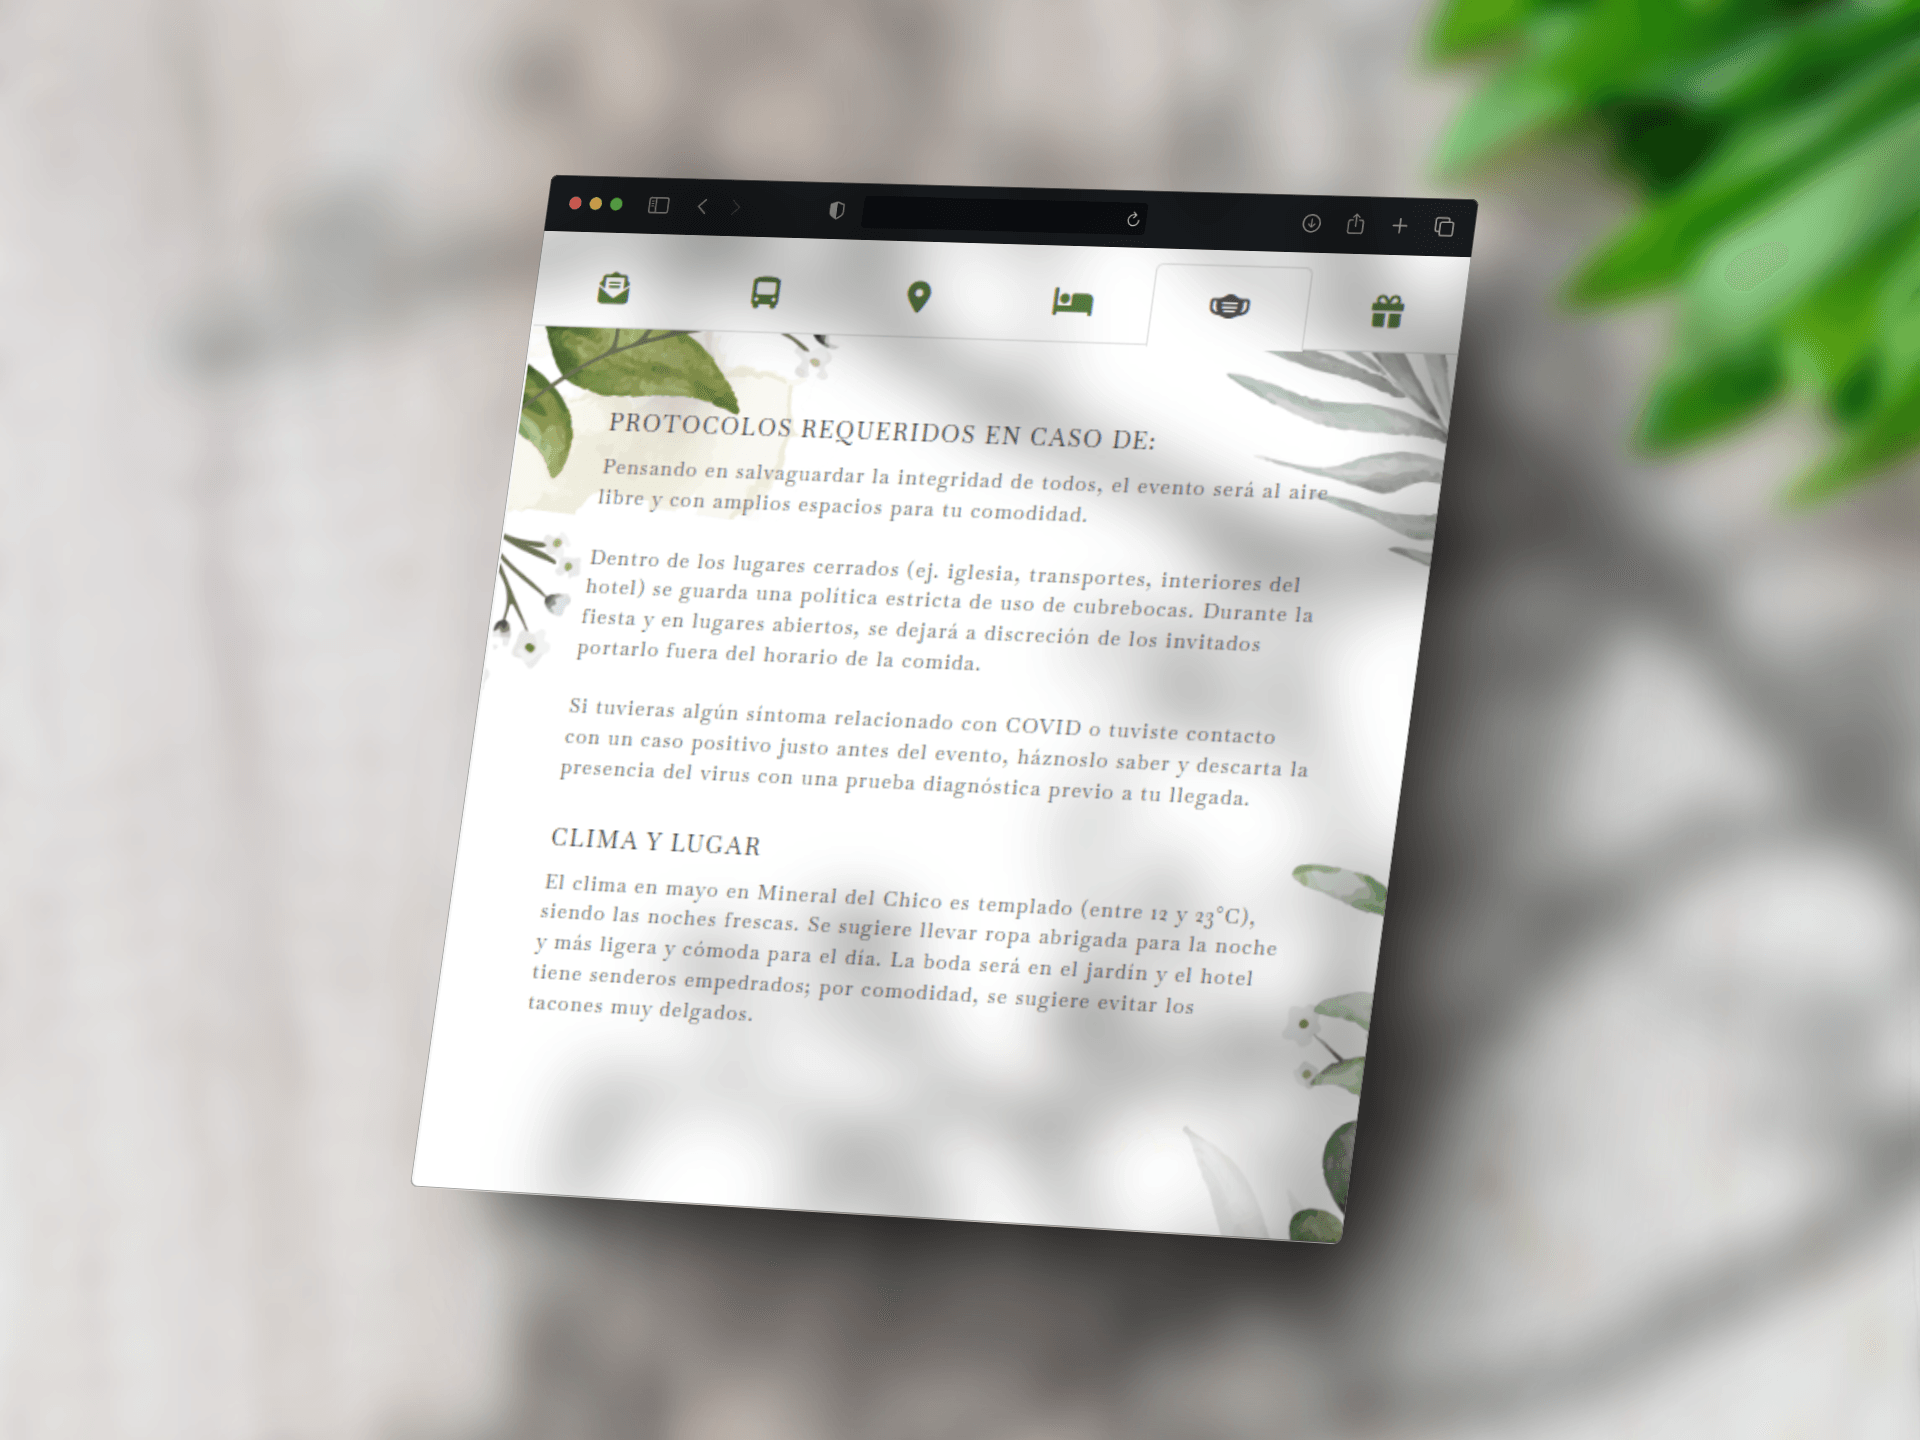 PROTOCOLOS REQUERIDOS EN CASO DE:
Pensando en salvaguardar la integridad de todos, el evento será al aire
libre y con amplios espacios para tu comodidad.
Dentro de los lugares cerrados (ej. iglesia, transportes, interiores del
hotel) se guarda una política estricta de uso de cubrebocas. Durante la
fiesta y en lugares abiertos, se dejará a discreción de los invitados
portarlo fuera del horario de la comida.
Si tuvieras algún síntoma relacionado con COVID o tuviste contacto
con un caso positivo justo antes del evento, háznoslo saber y descarta la
presencia del virus con una prueba diagnóstica previo a tu llegada.
CLIMA Y LUGAR
El clima en mayo en Mineral del Chico es templado (entre 12 y 23°C),
siendo las noches frescas. Se sugiere llevar ropa abrigada para la noche
y más ligera y cómoda para el día. La boda será en el jardín y el hotel
tiene senderos empedrados; por comodidad, se sugiere evitar los
tacones muy delgados.